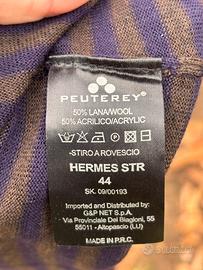 PEUTEREY
50% LANA/WOOL
50% ACRILICO/ACRYLIC
-STIRO A ROVESCIO
HERMES STR
44
SK. 09/00193
Imported and Distributed by:
G&P NET S.p.A.
Via Provinciale Dei Biagioni, 55
55011 - Altopascio (LU)
MADE IN P.R.C.